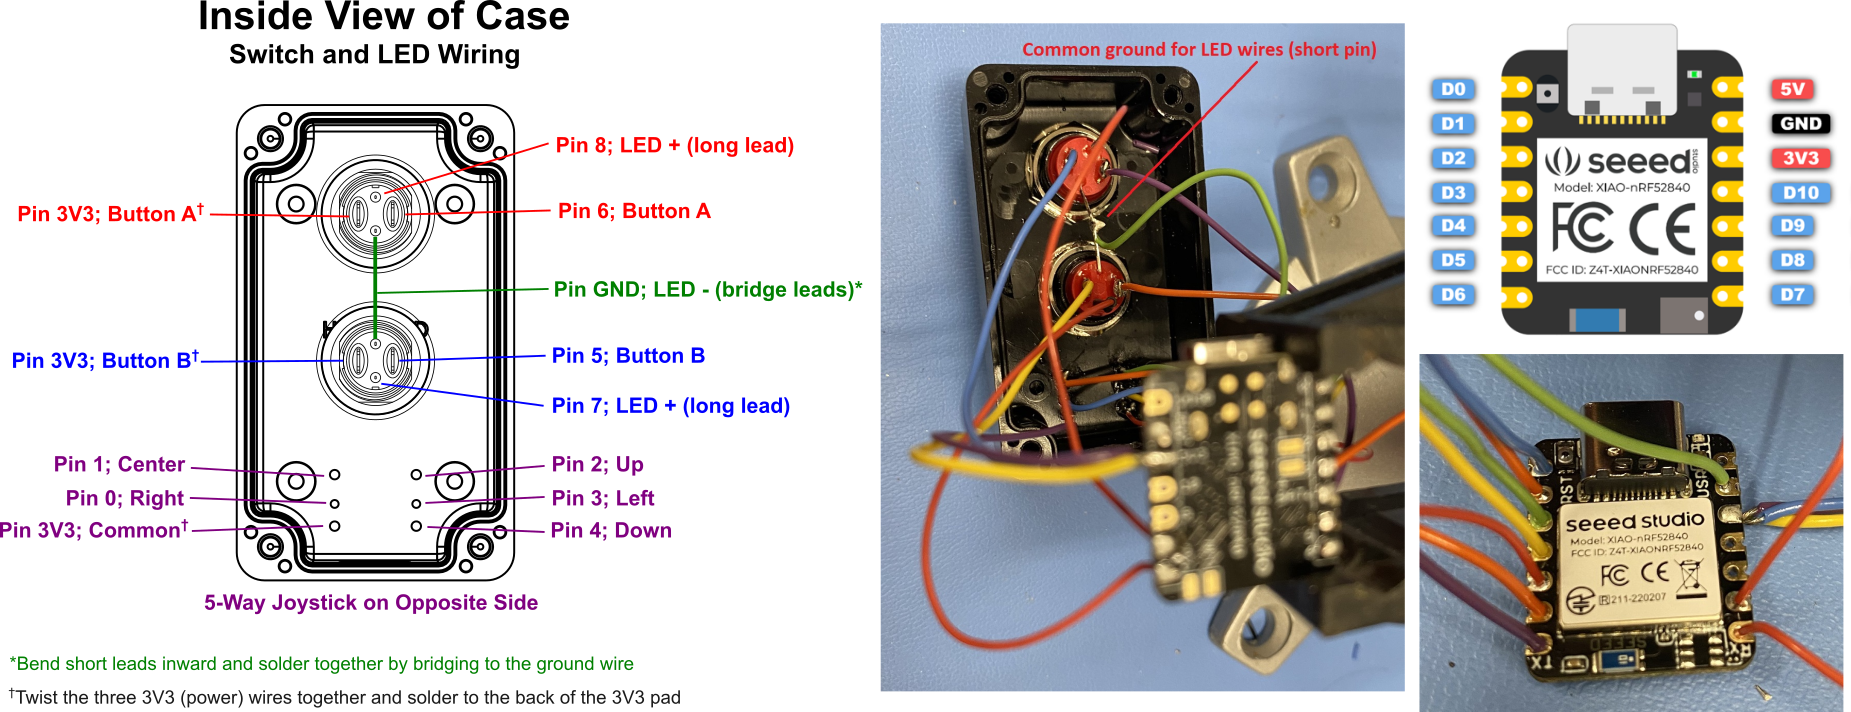 Inside View of Case
Switch and LED Wiring
Pin 8; LED + (long lead)
Pin 3V3; Button A†
Pin 6; Button A
Pin GND; LED - (bridge leads)*
Pin 3V3; Button B†
Pin 5; Button B
Pin 7; LED + (long lead)
Pin 1; Center
Pin 2; Up
Pin 0; Right
Pin 3; Left
Pin 3V3; Common†
Pin 4; Down
5-Way Joystick on Opposite Side
*Bend short leads inward and solder together by bridging to the ground wire
†Twist the three 3V3 (power) wires together and solder to the back of the 3V3 pad
Common ground for LED wires (short pin)
D0
D1
D2
D3
D4
D5
D6
5V
GND
3V3
D10
D9
D8
D7
seeed studio
Model: XIAO-nRF52840
FC CE
FCC ID: Z4T-XIAONRF52840
RST
USR
seeed studio
Model: XIAO-nRF52840
FCC ID: Z4T-XIAONRF52840
FC CE
R 211-220207
SEEED